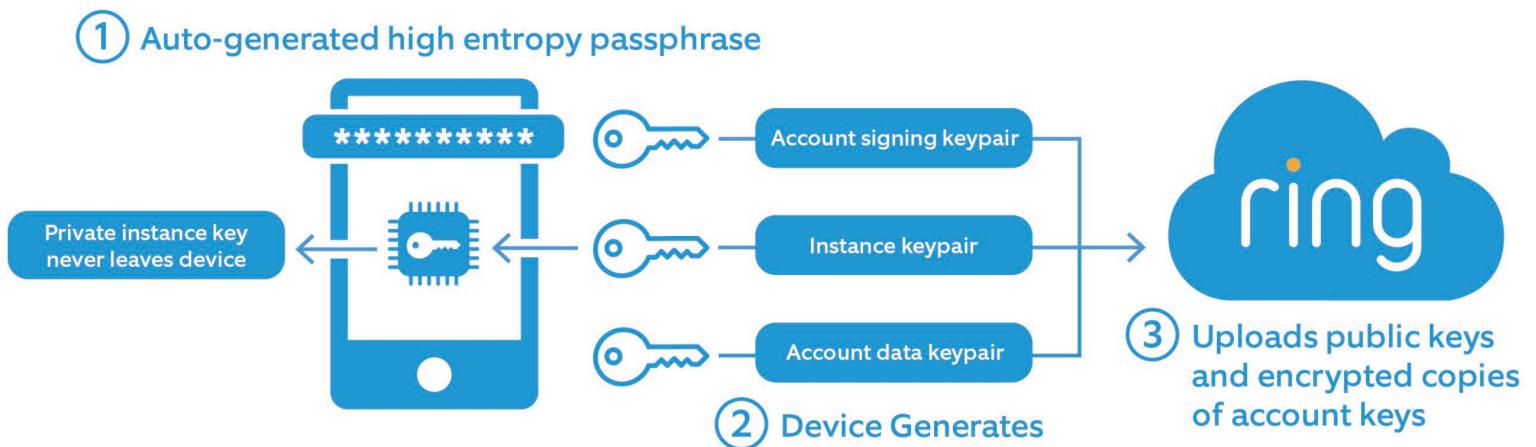 1 Auto-generated high entropy passphrase
**********
Account signing keypair
Private instance key
never leaves device
Instance keypair
ring
Account data keypair
3 Uploads public keys
and encrypted copies
of account keys
2 Device Generates